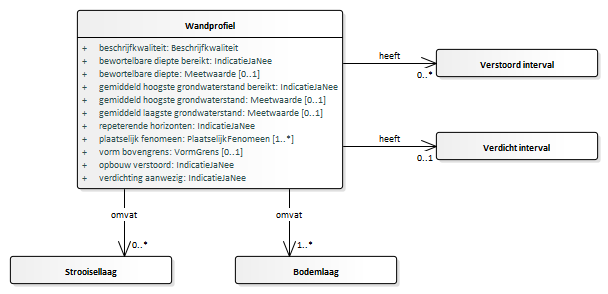 Wandprofiel
+ beschrijfkwaliteit: Beschrijfkwaliteit
+ bewortelbare diepte bereikt: IndicatieJaNee
+ bewortelbare diepte: Meetwaarde [0..1]
+ gemiddeld hoogste grondwaterstand bereikt: IndicatieJaNee
+ gemiddeld hoogste grondwaterstand: Meetwaarde [0..1]
+ gemiddeld laagste grondwaterstand: Meetwaarde [0..1]
+ repeterende horizonten: IndicatieJaNee
+ plaatselijk fenomeen: PlaatselijkFenomeen [1..*]
+ vorm bovengrens: VormGrens [0..1]
+ opbouw verstoord: IndicatieJaNee
+ verdichting aanwezig: IndicatieJaNee
heeft
0..*
Verstoord interval
heeft
0..1
Verdicht interval
omvat
0..*
Strooisellaag
omvat
1..*
Bodemlaag